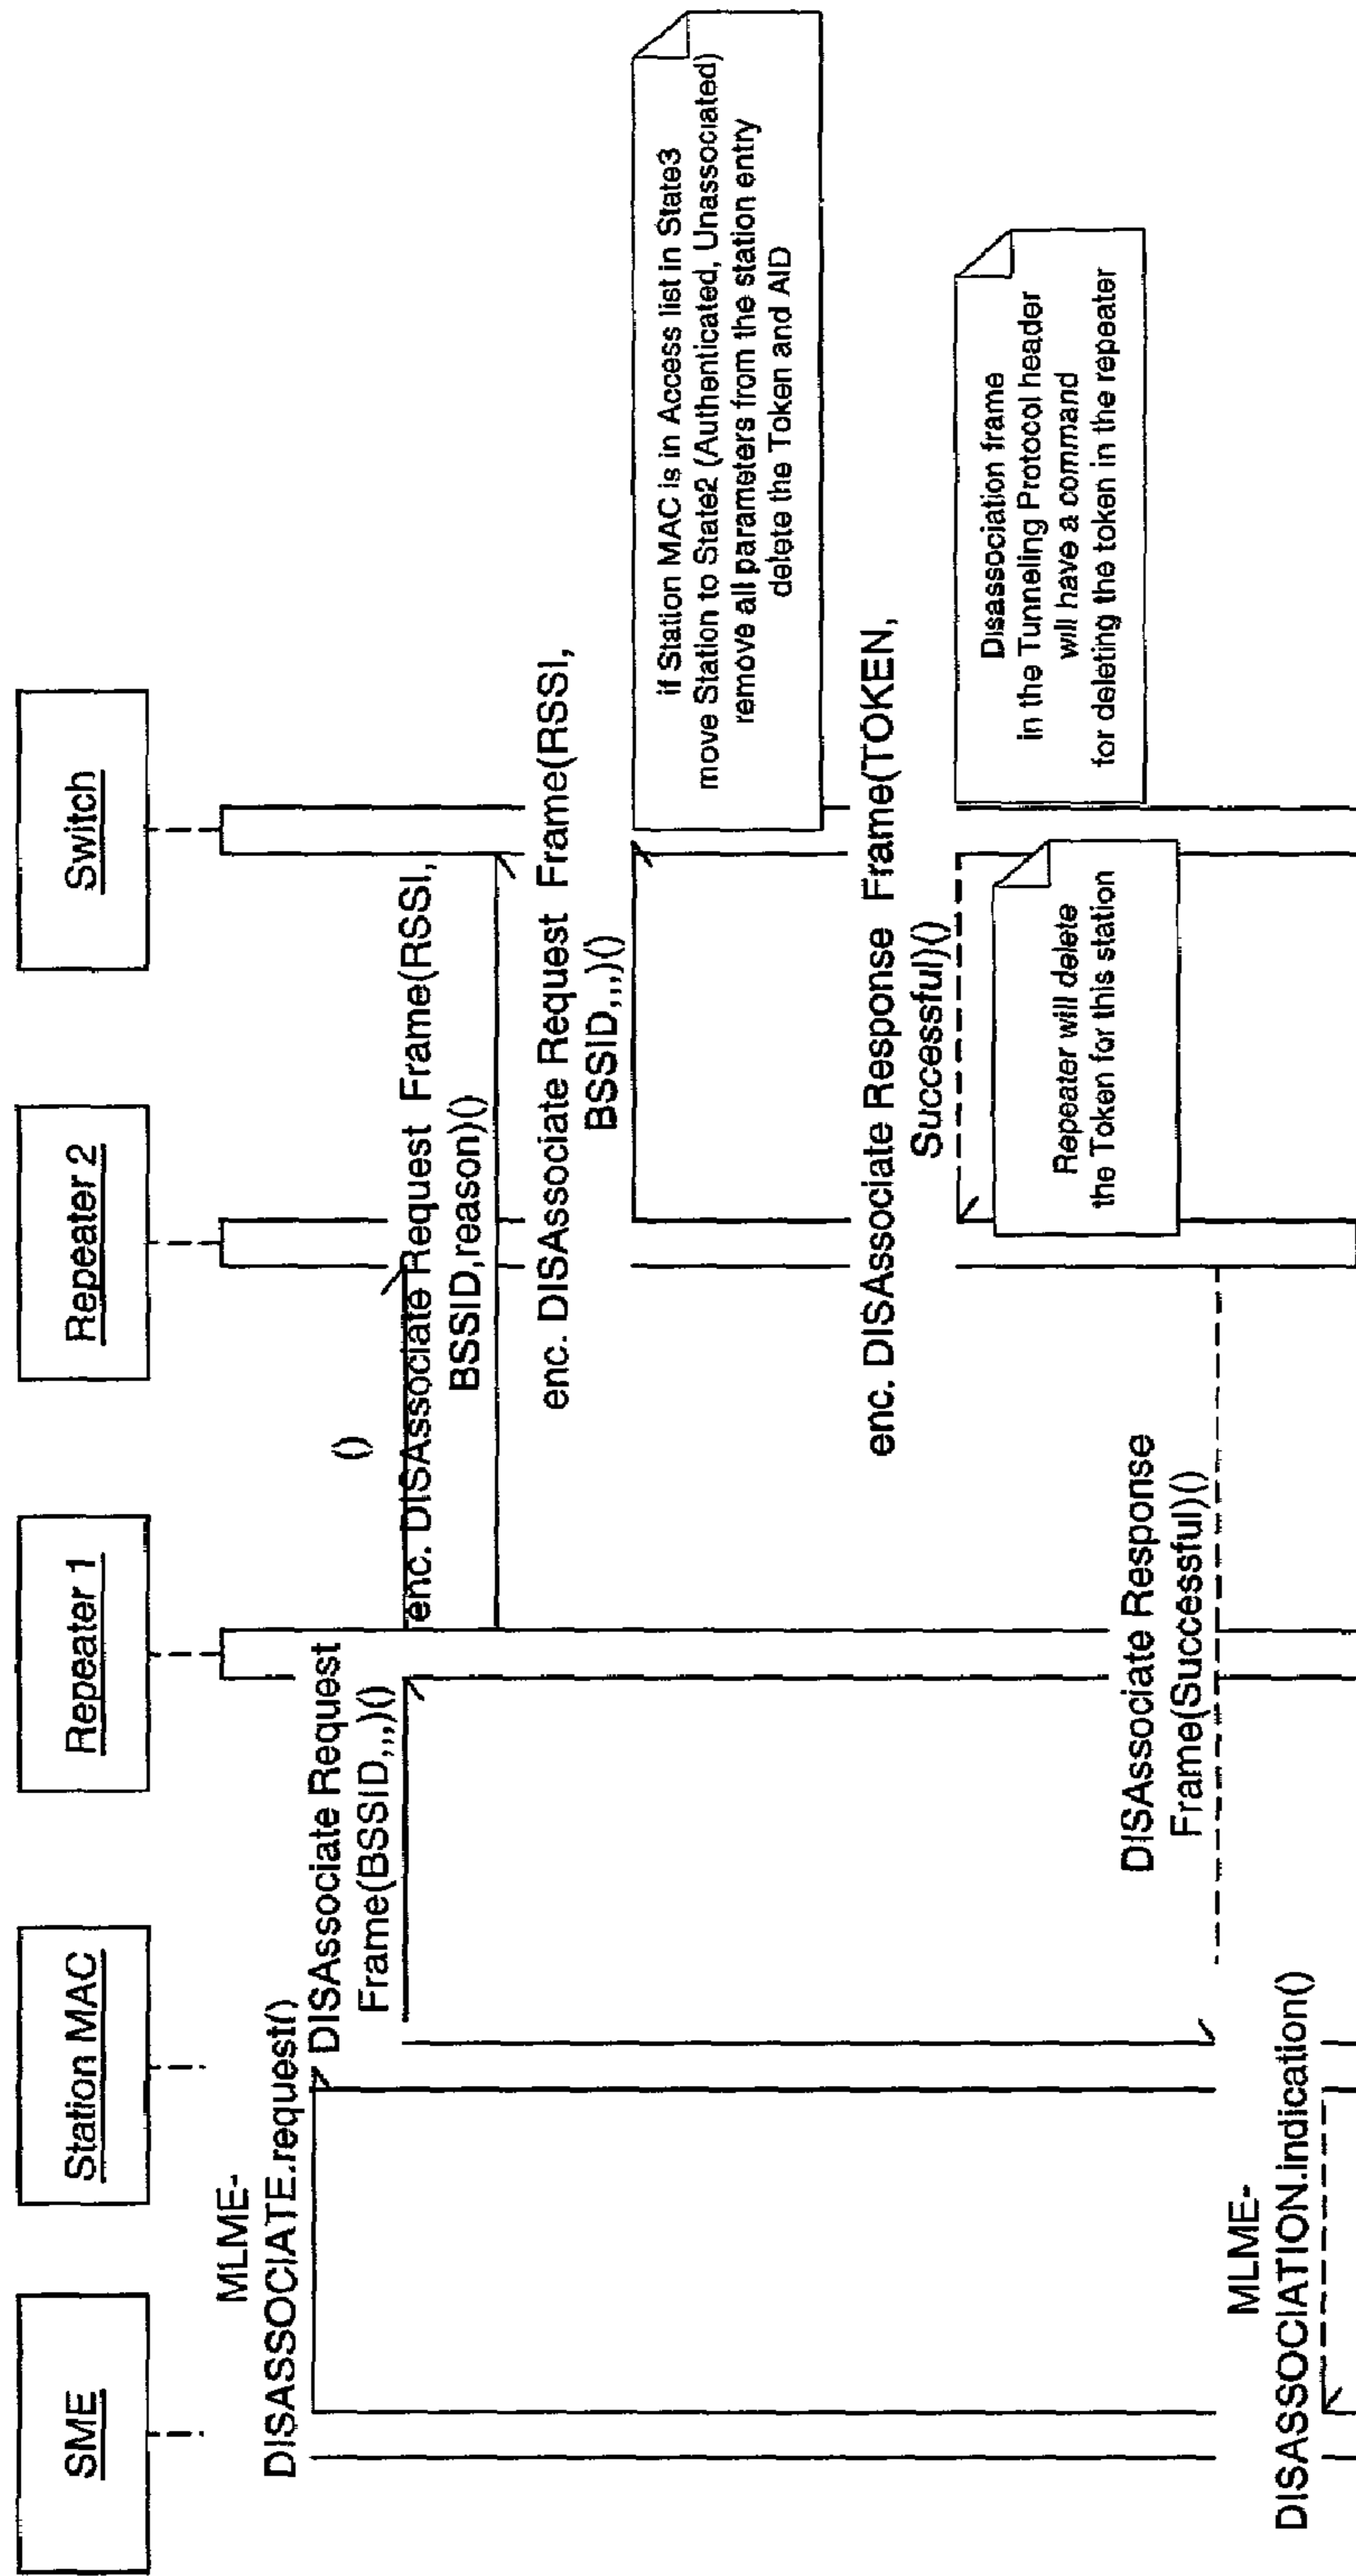 SME
Station MAC
Repeater 1
Repeater 2
Switch
MLME-
DISASSOCIATE.request()
DISAssociate Request
Frame(BSSID,,,)()
()
enc. DISAssociate Request Frame(RSSI,
BSSID,reason)()
enc. DISAssociate Request Frame(RSSI,
BSSID,,,)()
if Station MAC is in Access list in State3
move Station to State2 (Authenticated, Unassociated)
remove all parameters from the station entry
delete the Token and AID
enc. DISAssociate Response Frame(TOKEN,
Successful)()
Disassociation frame
in the Tunneling Protocol header
will have a command
for deleting the token in the repeater
Repeater will delete
the Token for this station
DISAssociate Response
Frame(Successful)()
MLME-
DISASSOCIATION.indication()